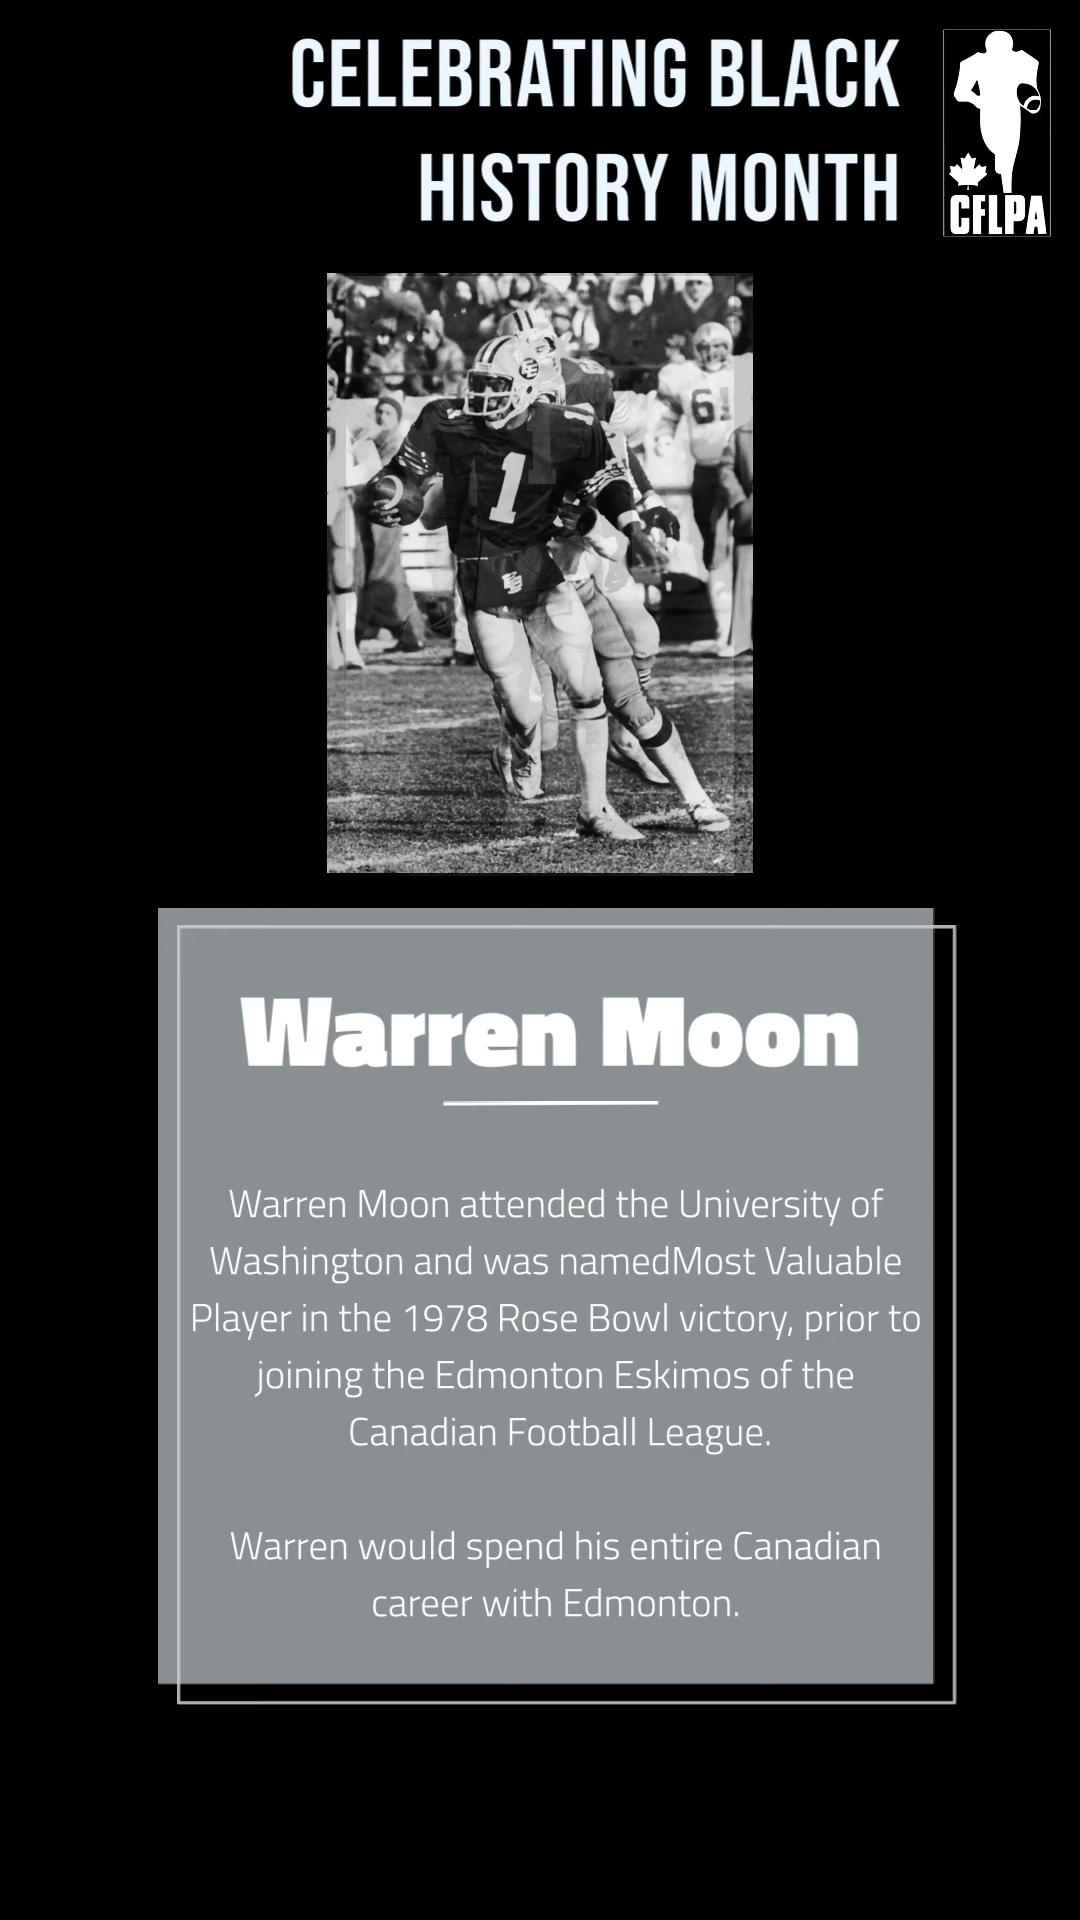 CELEBRATING BLACK
HISTORY MONTH
CFLPA
61
1
1
EE
Warren Moon
Warren Moon attended the University of
Washington and was namedMost Valuable
Player in the 1978 Rose Bowl victory, prior to
joining the Edmonton Eskimos of the
Canadian Football League.
Warren would spend his entire Canadian
career with Edmonton.